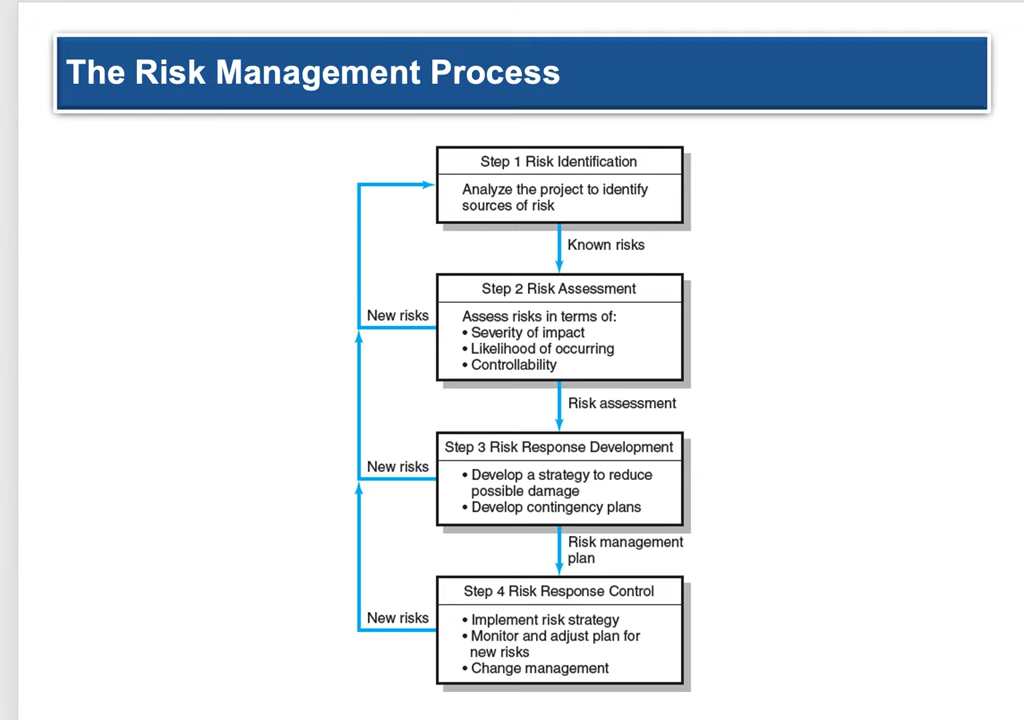 The Risk Management Process
Step 1 Risk Identification
Analyze the project to identify
sources of risk
Known risks
Step 2 Risk Assessment
Assess risks in terms of:
• Severity of impact
• Likelihood of occurring
• Controllability
New risks
Risk assessment
Step 3 Risk Response Development
• Develop a strategy to reduce
possible damage
• Develop contingency plans
New risks
Risk management
plan
Step 4 Risk Response Control
• Implement risk strategy
• Monitor and adjust plan for
new risks
• Change management
New risks